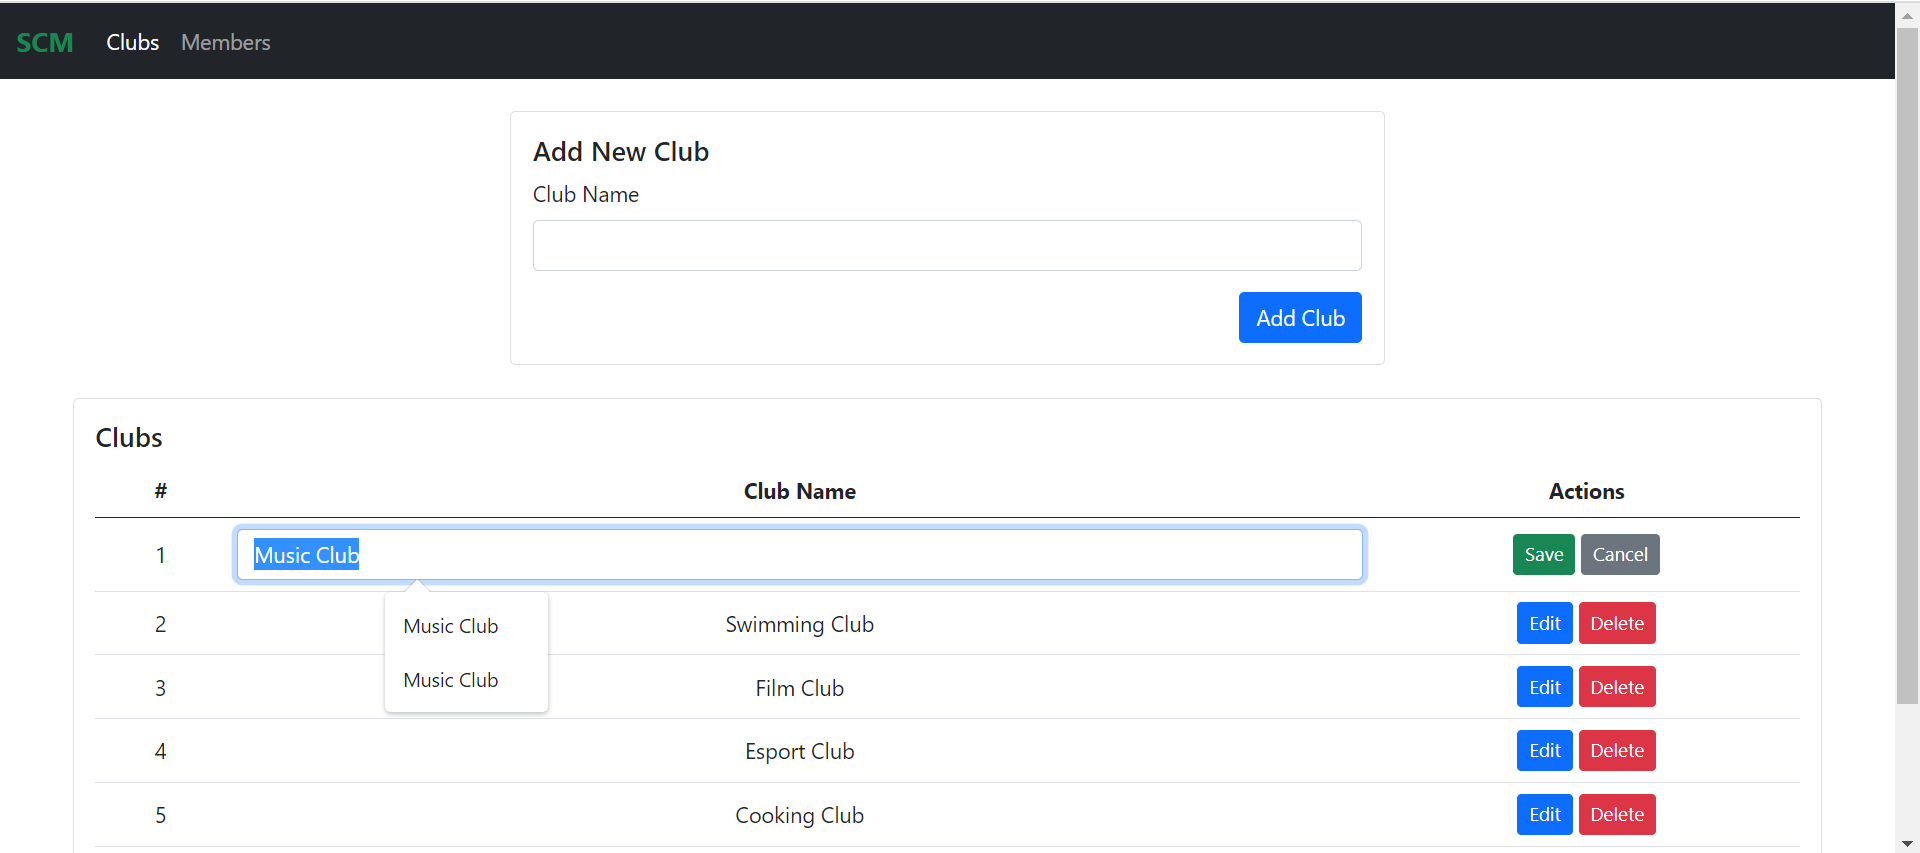 SCM Clubs Members
Add New Club
Club Name
Add Club
Clubs
# Club Name Actions
1 Music Club Save Cancel
Music Club
2 Swimming Club Edit Delete
Music Club
3 Film Club Edit Delete
4 Esport Club Edit Delete
5 Cooking Club Edit Delete